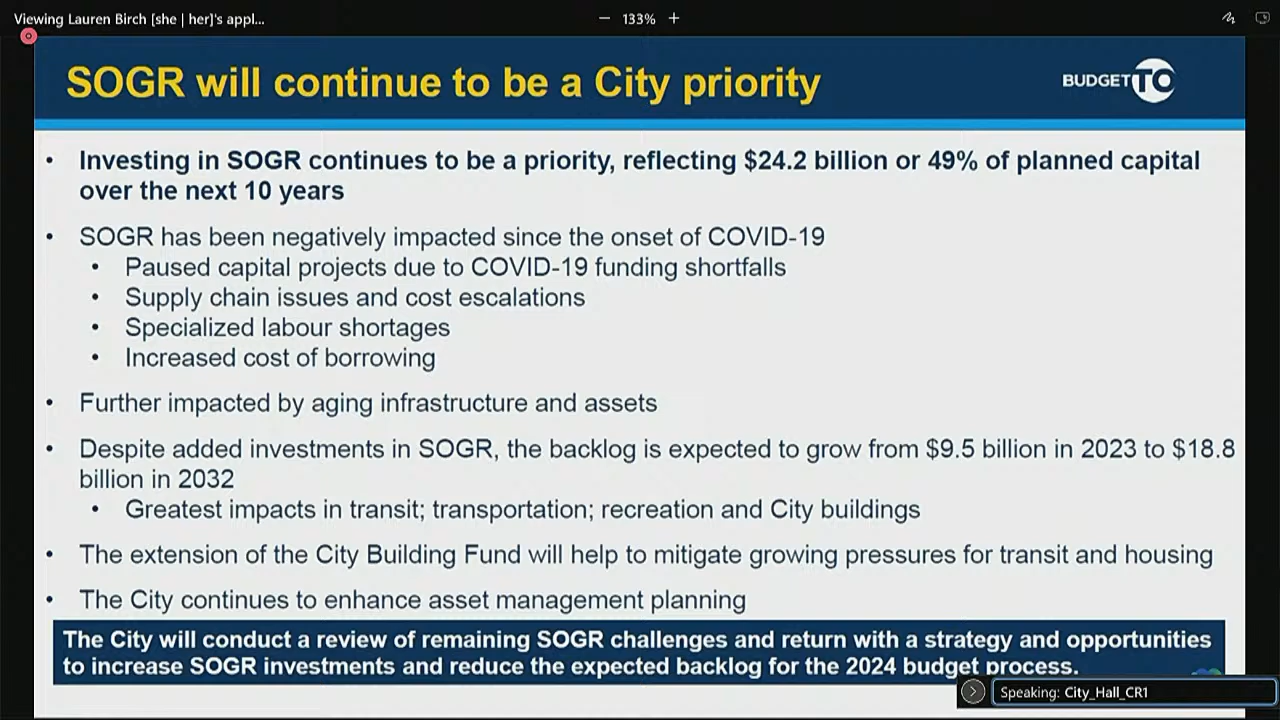 Viewing Lauren Birch [she | her]'s appl...
133%
SOGR will continue to be a City priority
BUDGETTO
• Investing in SOGR continues to be a priority, reflecting $24.2 billion or 49% of planned capital
over the next 10 years
• SOGR has been negatively impacted since the onset of COVID-19
• Paused capital projects due to COVID-19 funding shortfalls
• Supply chain issues and cost escalations
• Specialized labour shortages
• Increased cost of borrowing
• Further impacted by aging infrastructure and assets
• Despite added investments in SOGR, the backlog is expected to grow from $9.5 billion in 2023 to $18.8
billion in 2032
• Greatest impacts in transit; transportation; recreation and City buildings
• The extension of the City Building Fund will help to mitigate growing pressures for transit and housing
• The City continues to enhance asset management planning
The City will conduct a review of remaining SOGR challenges and return with a strategy and opportunities
to increase SOGR investments and reduce the expected backlog for the 2024 budget process.
Speaking: City_Hall_CR1